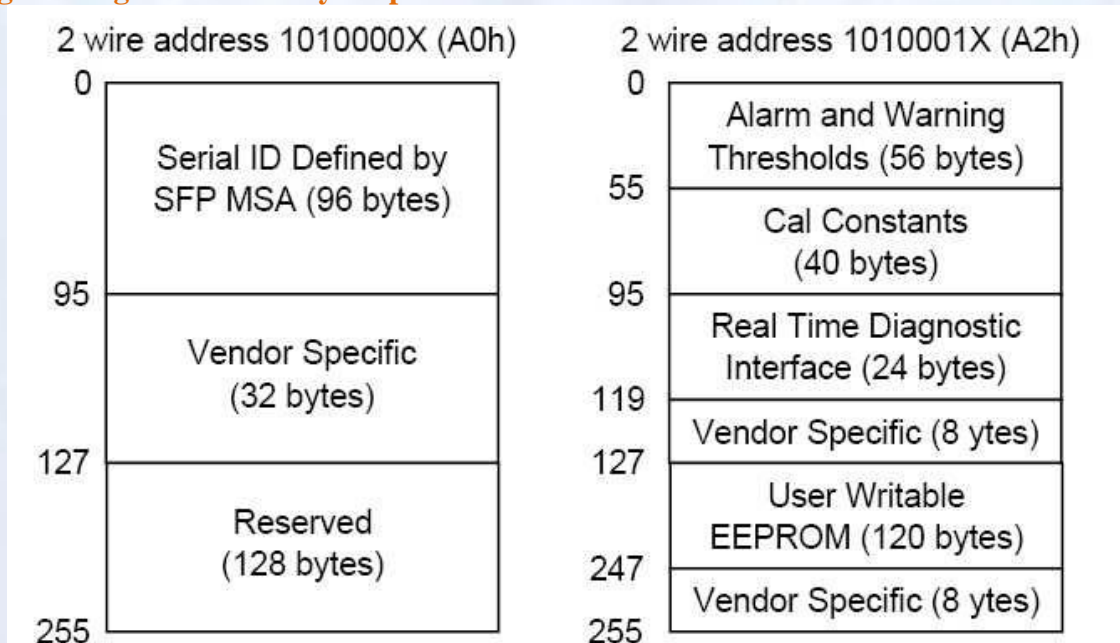 2 wire address 1010000X (A0h)
0
Serial ID Defined by
SFP MSA (96 bytes)
95
Vendor Specific
(32 bytes)
127
Reserved
(128 bytes)
255
2 wire address 1010001X (A2h)
0
Alarm and Warning
Thresholds (56 bytes)
55
Cal Constants
(40 bytes)
95
Real Time Diagnostic
Interface (24 bytes)
119
Vendor Specific (8 ytes)
127
User Writable
EEPROM (120 bytes)
247
Vendor Specific (8 ytes)
255